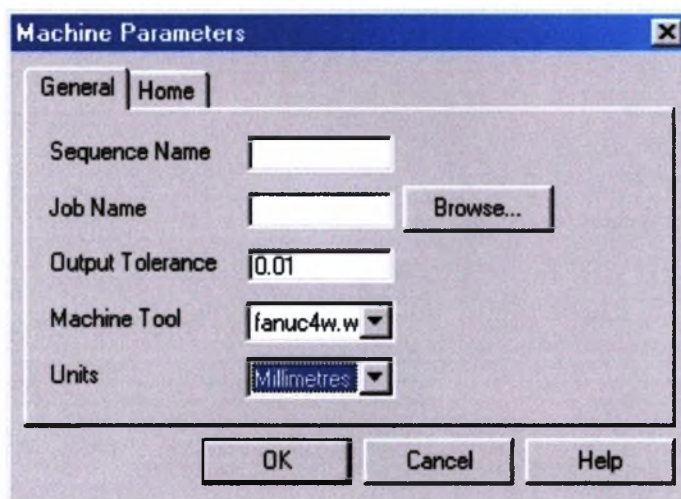 Machine Parameters
General Home
Sequence Name
Job Name Browse...
Output Tolerance 0.01
Machine Tool fanuc4w.w
Units Millimetres
OK Cancel Help